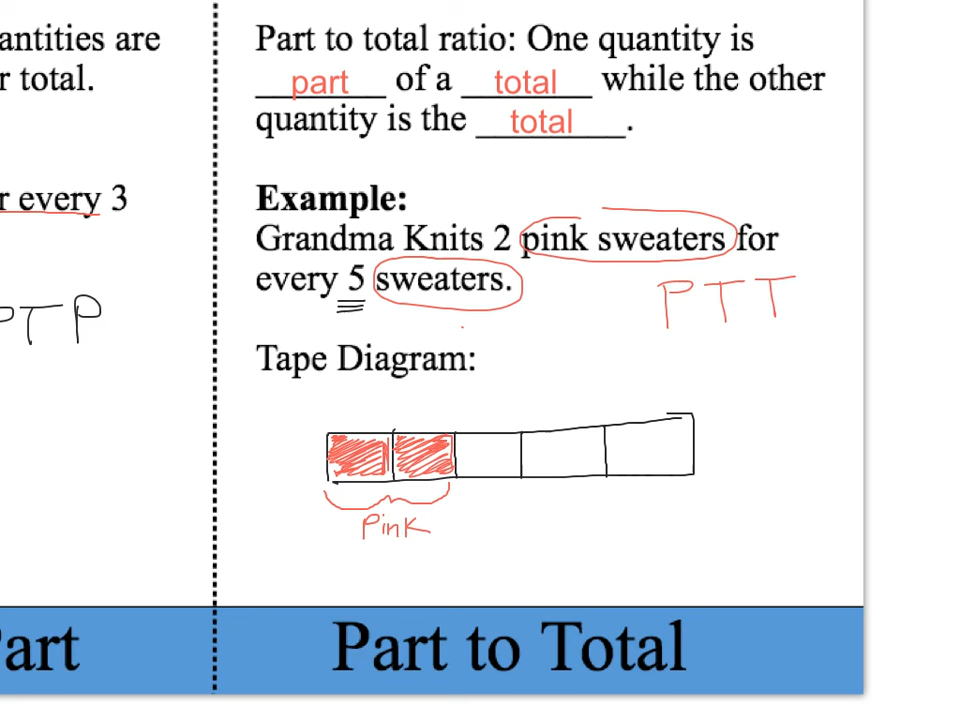 antities are
r total.
r every 3
PTP
art
Part to total ratio: One quantity is
part of a total while the other
quantity is the total.
Example:
Grandma Knits 2 pink sweaters for
every 5 sweaters.
PTT
Tape Diagram:
Pink
Part to Total